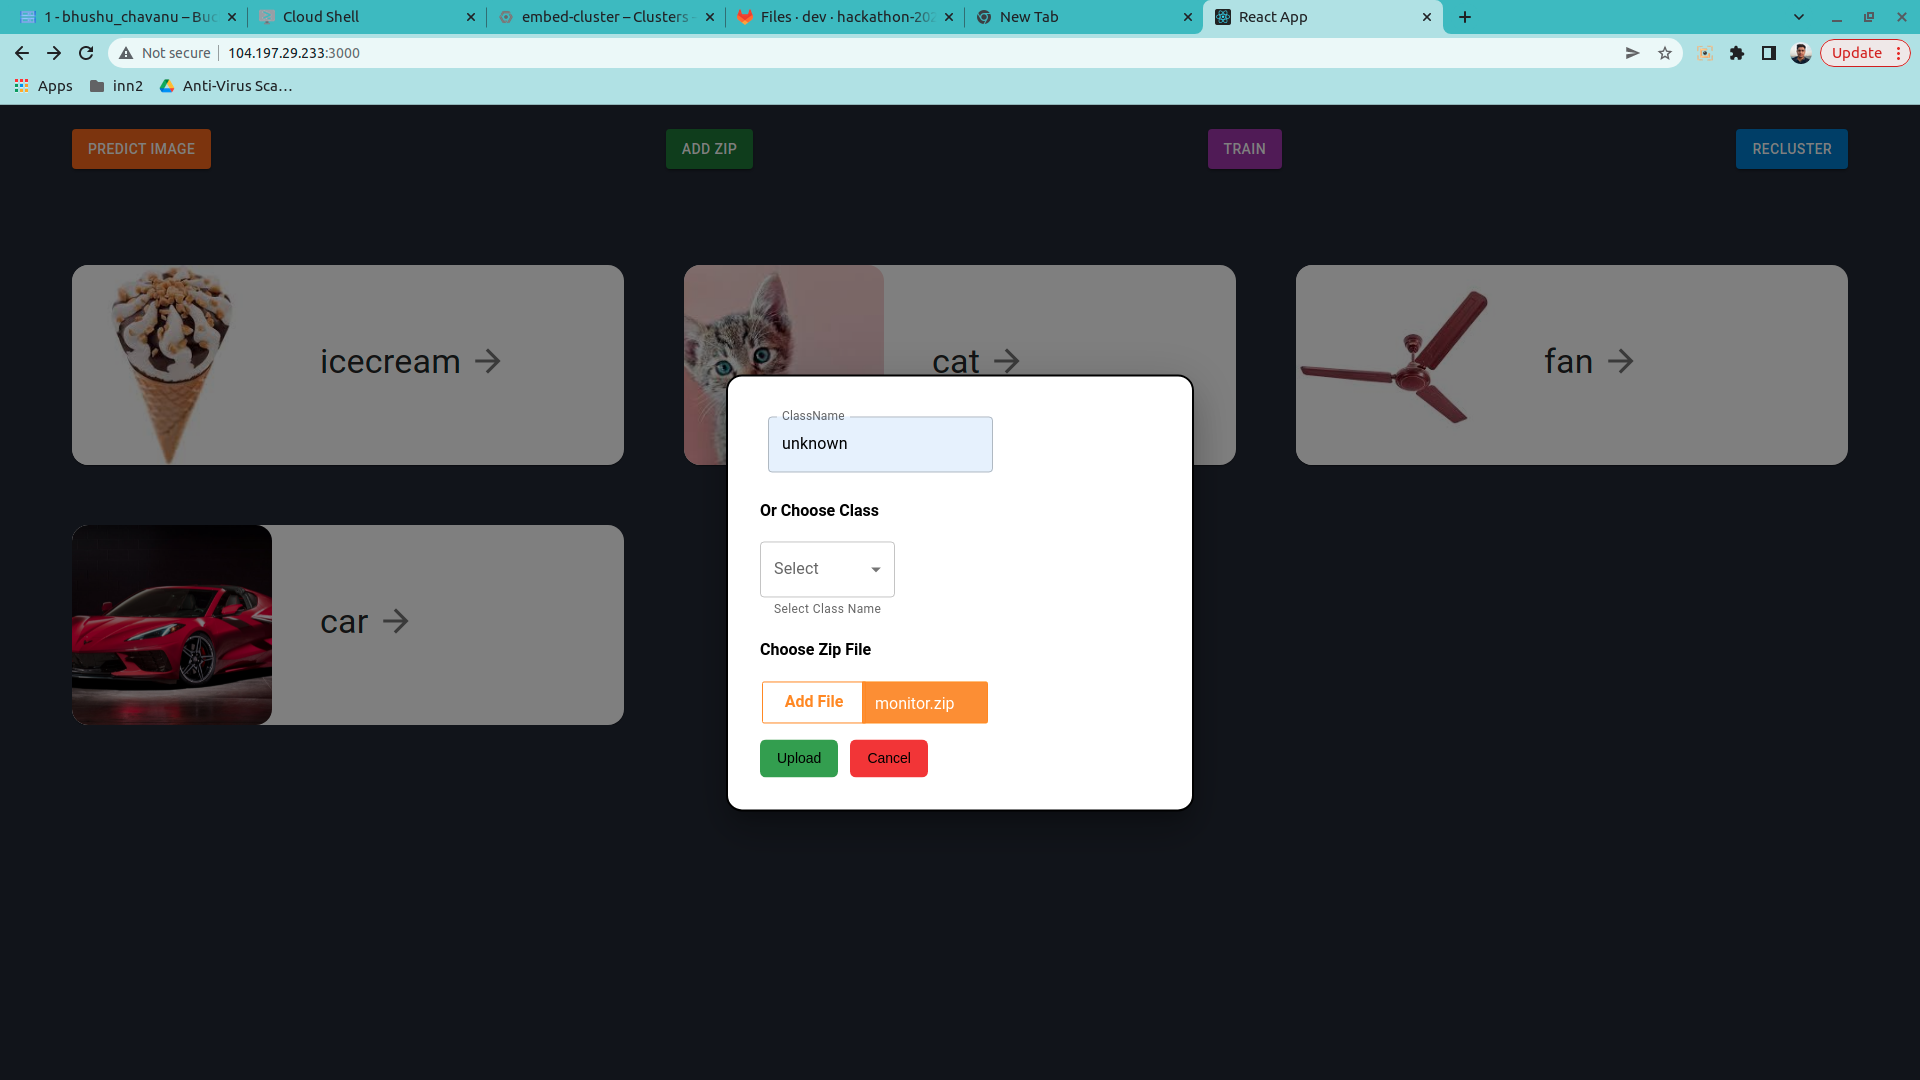 1 - bhushu_chavanu – Buc
Cloud Shell
embed-cluster – Clusters -
Files · dev · hackathon-202
New Tab
React App
Not secure
104.197.29.233:3000
Update
Apps
inn2
Anti-Virus Sca...
PREDICT IMAGE
ADD ZIP
TRAIN
RECLUSTER
icecream
cat
fan
car
ClassName
unknown
Or Choose Class
Select
Select Class Name
Choose Zip File
Add File
monitor.zip
Upload
Cancel